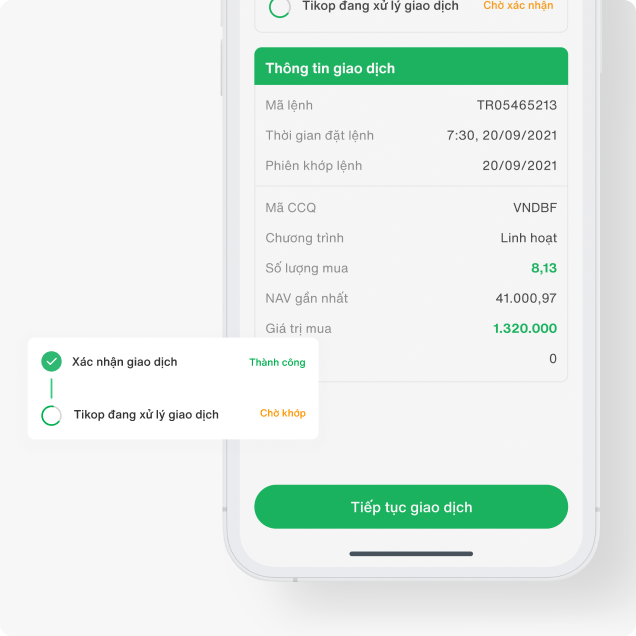 Tikop đang xử lý giao dịch Chờ xác nhận
Thông tin giao dịch
Mã lệnh TR05465213
Thời gian đặt lệnh 7:30, 20/09/2021
Phiên khóp lệnh 20/09/2021
Mã CCQ VNDBF
Chương trình Linh hoạt
Số lượng mua 8,13
NAV gần nhất 41.000,97
Giá trị mua 1.320.000
0
Xác nhận giao dịch Thành công
Tikop đang xử lý giao dịch Chờ khóp
Tiếp tục giao dịch